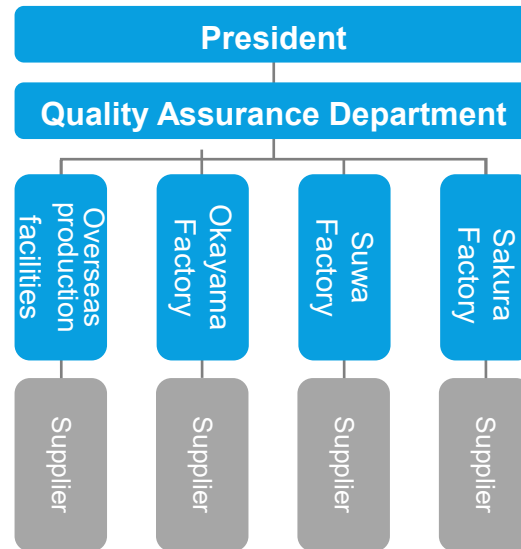 President
Quality Assurance Department
Overseas
production
facilities
Okayama
Factory
Suwa
Factory
Sakura
Factory
Supplier
Supplier
Supplier
Supplier